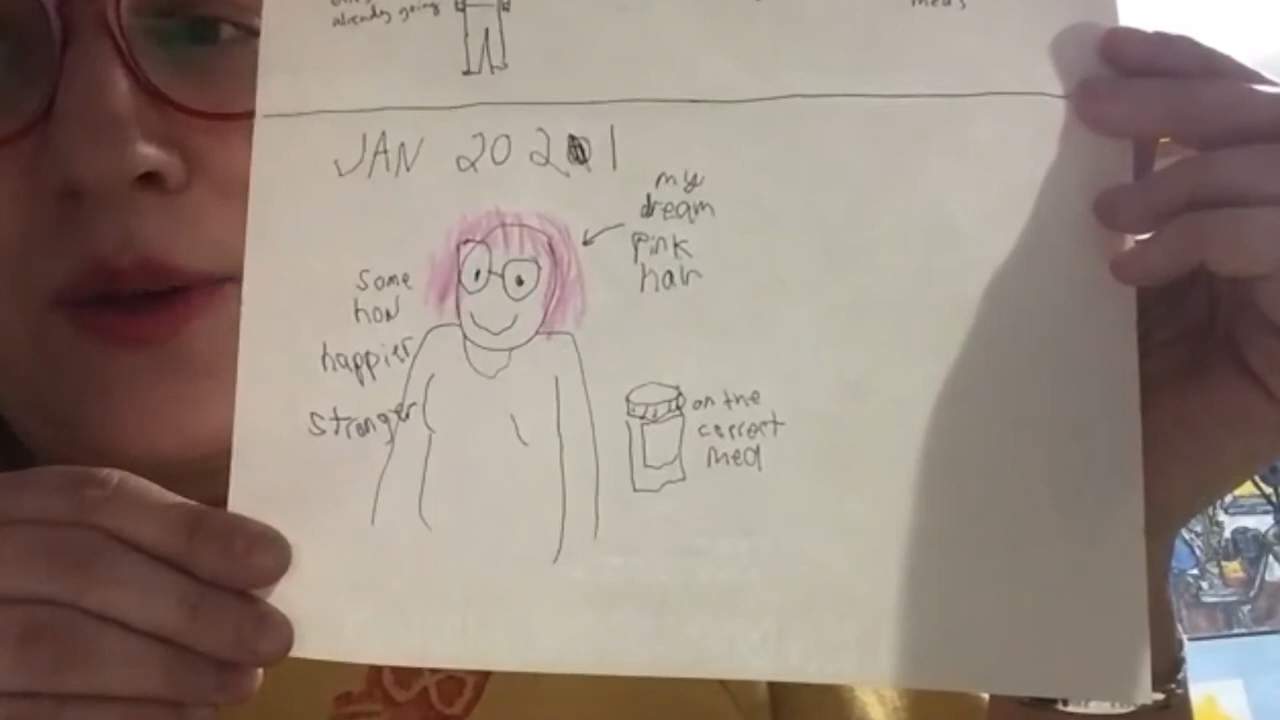 already going
meds
JAN 2021
my
dream
pink
hair
Some
how
happier
stronger
on the
correct
med